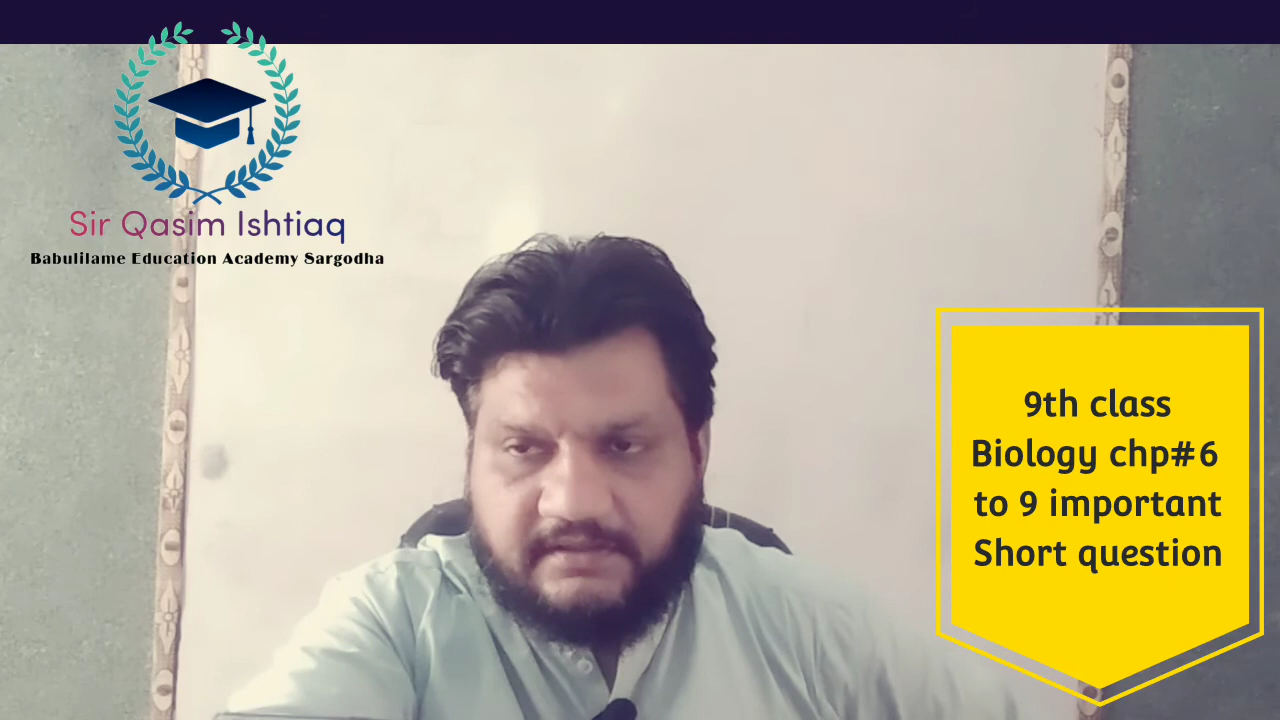 Sir Qasim Ishtiaq
Babulilame Education Academy Sargodha
9th class
Biology chp#6
to 9 important
Short question